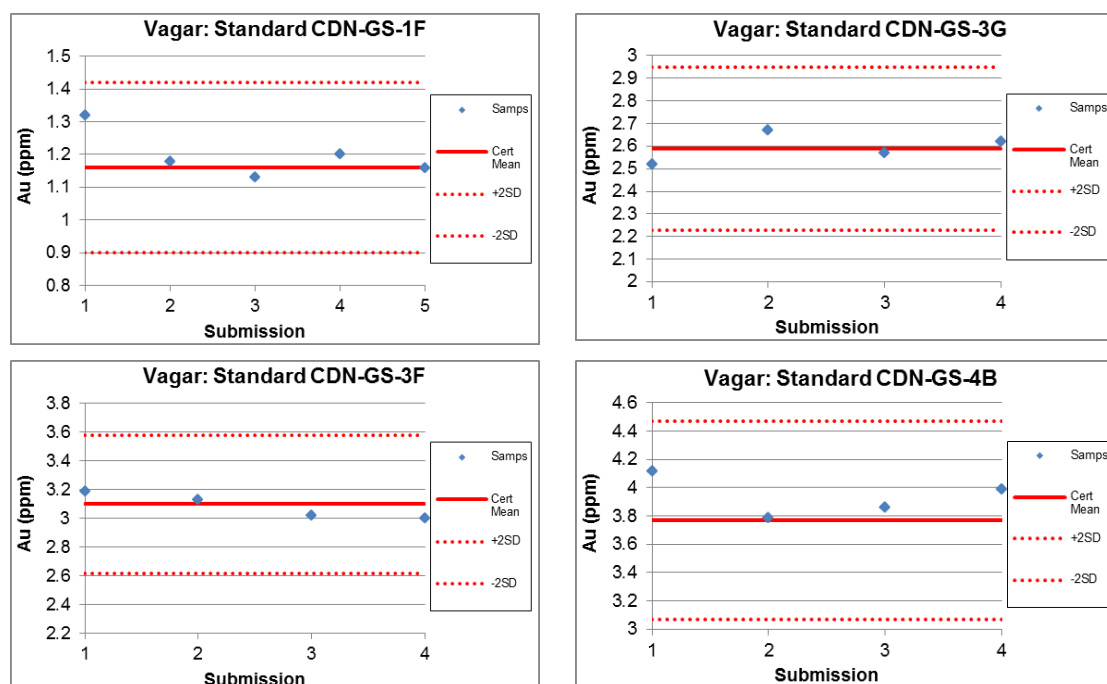 Vagar: Standard CDN-GS-1F
1.5
1.4
1.3
1.2
1.1
1
0.9
0.8
Au (ppm)
1 2 3 4 5
Submission
Samps
Cert
Mean
+2SD
-2SD
Vagar: Standard CDN-GS-3G
3
2.9
2.8
2.7
2.6
2.5
2.4
2.3
2.2
2.1
2
Au (ppm)
1 2 3 4
Submission
Samps
Cert
Mean
+2SD
-2SD
Vagar: Standard CDN-GS-3F
3.8
3.6
3.4
3.2
3
2.8
2.6
2.4
2.2
Au (ppm)
1 2 3 4
Submission
Samps
Cert
Mean
+2SD
-2SD
Vagar: Standard CDN-GS-4B
4.6
4.4
4.2
4
3.8
3.6
3.4
3.2
3
Au (ppm)
1 2 3 4
Submission
Samps
Cert
Mean
+2SD
-2SD